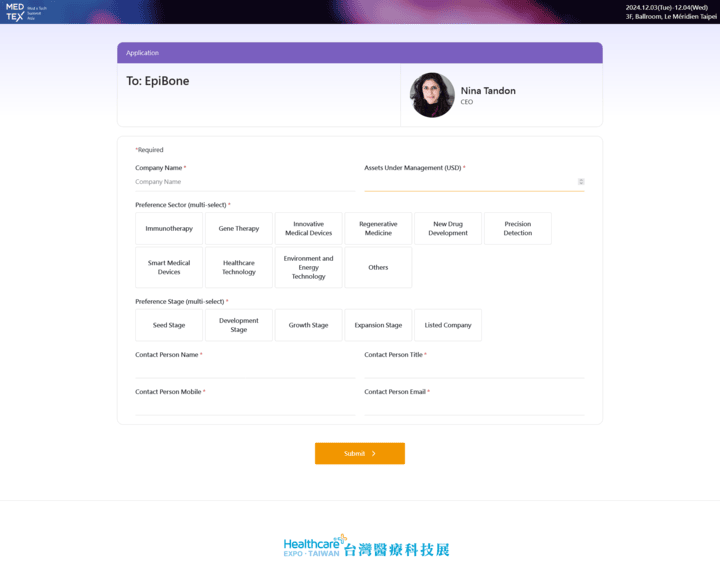 MED
TEX
Med x Tech
Summit
Asia
2024.12.03(Tue)-12.04(Wed)
3F, Ballroom, Le Méridien Taipei
Application
To: EpiBone
Nina Tandon
CEO
*Required
Company Name *
Assets Under Management (USD) *
Company Name
Preference Sector (multi-select) *
Immunotherapy
Gene Therapy
Innovative
Medical Devices
Regenerative
Medicine
New Drug
Development
Precision
Detection
Smart Medical
Devices
Healthcare
Technology
Environment and
Energy
Technology
Others
Preference Stage (multi-select) *
Seed Stage
Development
Stage
Growth Stage
Expansion Stage
Listed Company
Contact Person Name *
Contact Person Title *
Contact Person Mobile *
Contact Person Email *
Submit
Healthcare
EXPO · TAIWAN
台灣醫療科技展